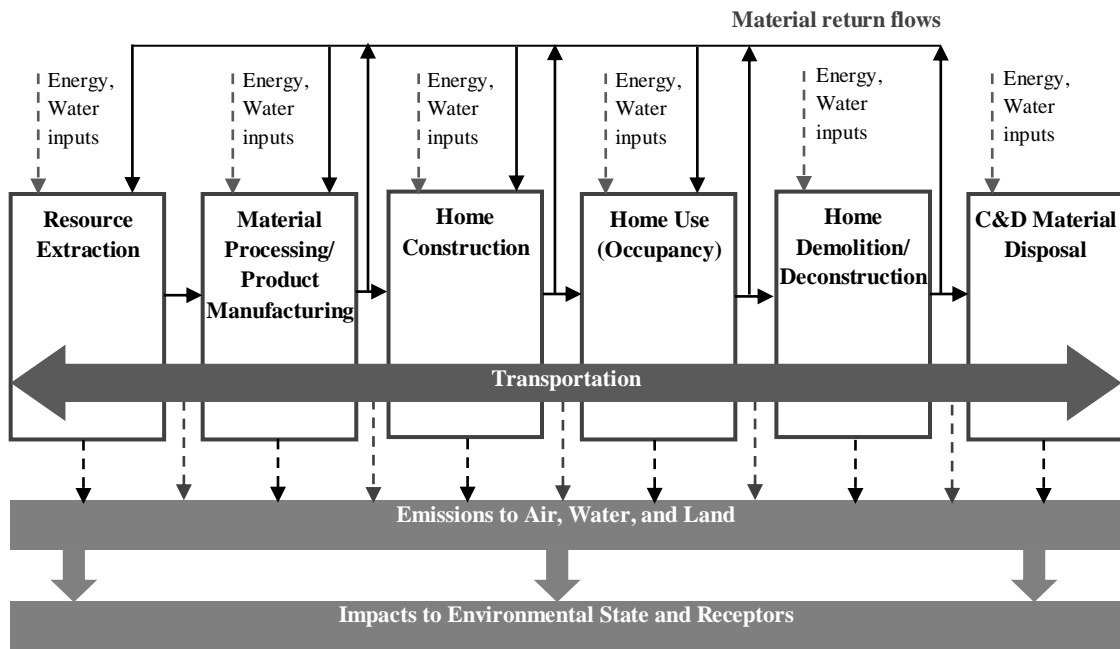 Material return flows
Energy,
Water
inputs
Energy,
Water
inputs
Energy,
Water
inputs
Energy,
Water
inputs
Energy,
Water
inputs
Energy,
Water
inputs
Resource
Extraction
Material
Processing/
Product
Manufacturing
Home
Construction
Home Use
(Occupancy)
Home
Demolition/
Deconstruction
C&D Material
Disposal
Transportation
Emissions to Air, Water, and Land
Impacts to Environmental State and Receptors